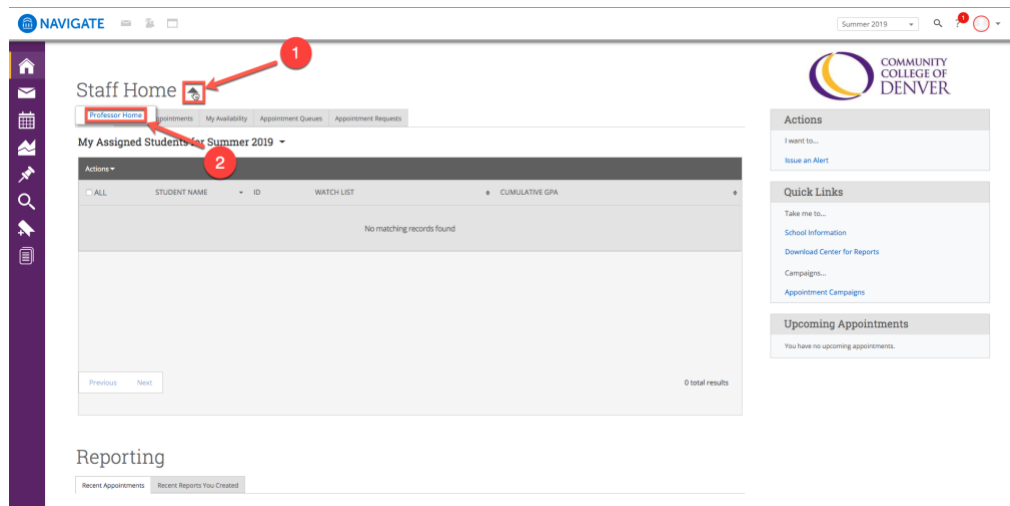 NAVIGATE
Summer 2019
1
1
COMMUNITY
COLLEGE OF
DENVER
Staff Home
Professor Home
My Availability
Appointment Queues
Appointment Requests
My Assigned Students for Summer 2019
2
Actions
ALL
STUDENT NAME
ID
WATCH LIST
CUMULATIVE GPA
No matching records found
Previous
Next
0 total results
Actions
I want to...
Issue an Alert
Quick Links
Take me to...
School Information
Download Center for Reports
Campaigns...
Appointment Campaigns
Upcoming Appointments
You have no upcoming appointments.
Reporting
Recent Appointments
Recent Reports You Created